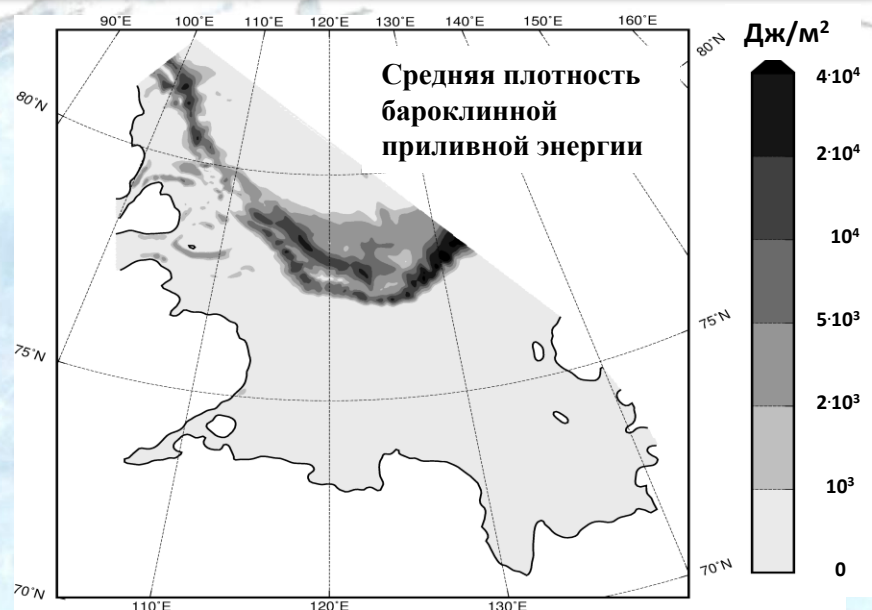 90˚E 100˚E 110˚E 120˚E 130˚E 140˚E 150˚E 160˚E
Дж/м²
80˚N
Средняя плотность
бароклинной
приливной энергии
4·10⁴
80˚N
2·10⁴
10⁴
5·10³
75˚N
75˚N
2·10³
10³
70˚N
0
70˚N
110˚E 120˚E 130˚E